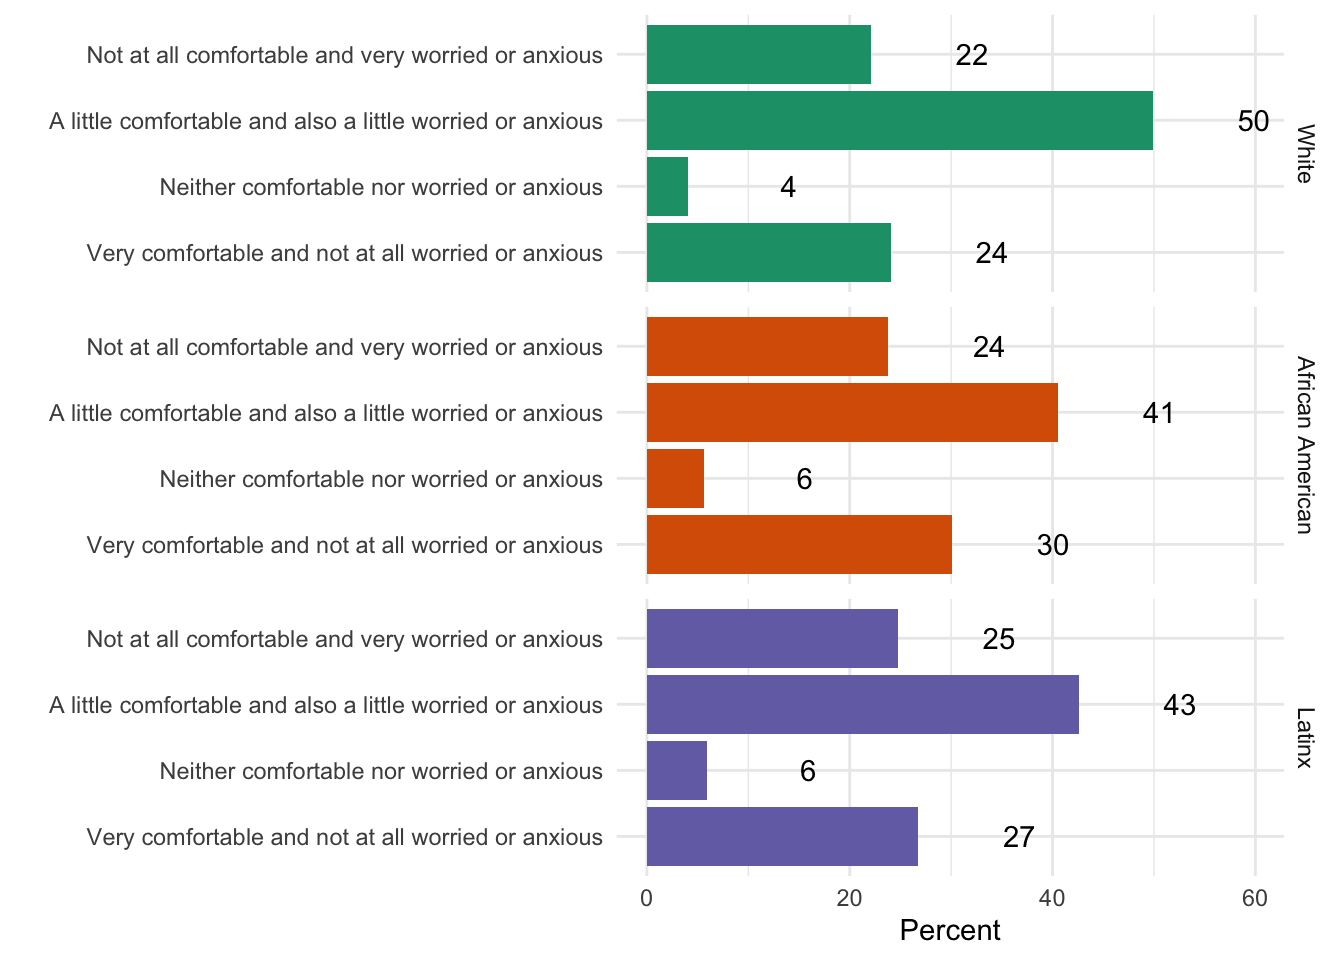 Not at all comfortable and very worried or anxious
22
A little comfortable and also a little worried or anxious
50
Neither comfortable nor worried or anxious
4
Very comfortable and not at all worried or anxious
24
White
Not at all comfortable and very worried or anxious
24
A little comfortable and also a little worried or anxious
41
Neither comfortable nor worried or anxious
6
Very comfortable and not at all worried or anxious
30
African American
Not at all comfortable and very worried or anxious
25
A little comfortable and also a little worried or anxious
43
Neither comfortable nor worried or anxious
6
Very comfortable and not at all worried or anxious
27
Latinx
0 20 40 60
Percent